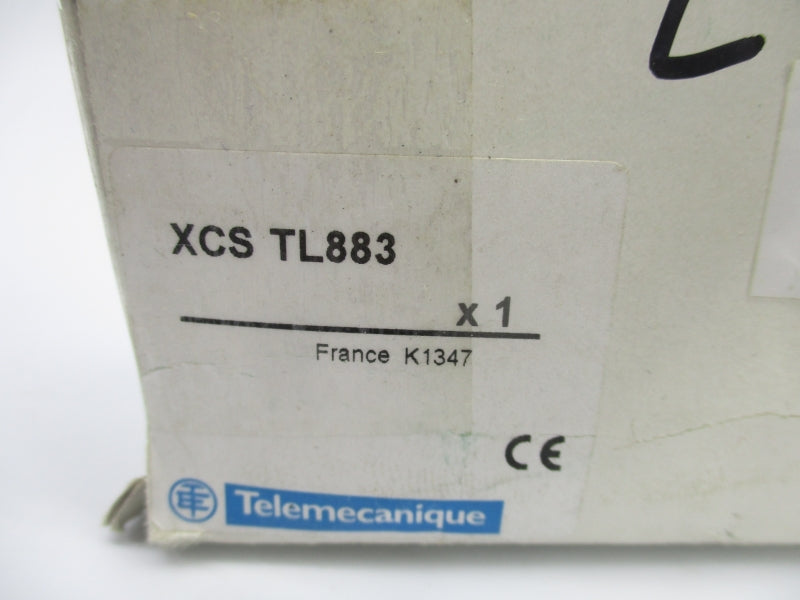 XCS TL883
x 1
France K1347
CE
Telemecanique